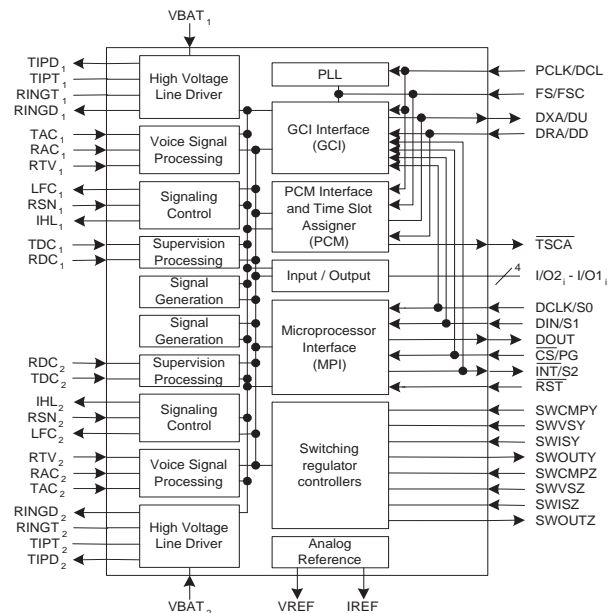 VBAT1
TIPD1
TIPT1
RINGT1
RINGD1
TAC1
RAC1
RTV1
LFC1
RSN1
IHL1
TDC1
RDC1
RDC2
TDC2
IHL2
RSN2
LFC2
RTV2
RAC2
TAC2
RINGD2
RINGT2
TIPT2
TIPD2
VBAT2
High Voltage
Line Driver
Voice Signal
Processing
Signaling
Control
Supervision
Processing
Signal
Generation
Signal
Generation
Supervision
Processing
Signaling
Control
Voice Signal
Processing
High Voltage
Line Driver
PLL
GCI Interface
(GCI)
PCM Interface
and Time Slot
Assigner
(PCM)
Input / Output
Microprocessor
Interface
(MPI)
Switching
regulator
controllers
Analog
Reference
VREF
IREF
PCLK/DCL
FS/FSC
DXA/DU
DRA/DD
TSCA
4
I/O2i - I/O1i
DCLK/S0
DIN/S1
DOUT
CS/PG
INT/S2
RST
SWCMPY
SWVSY
SWISY
SWOUTY
SWCMPZ
SWVSZ
SWISZ
SWOUTZ